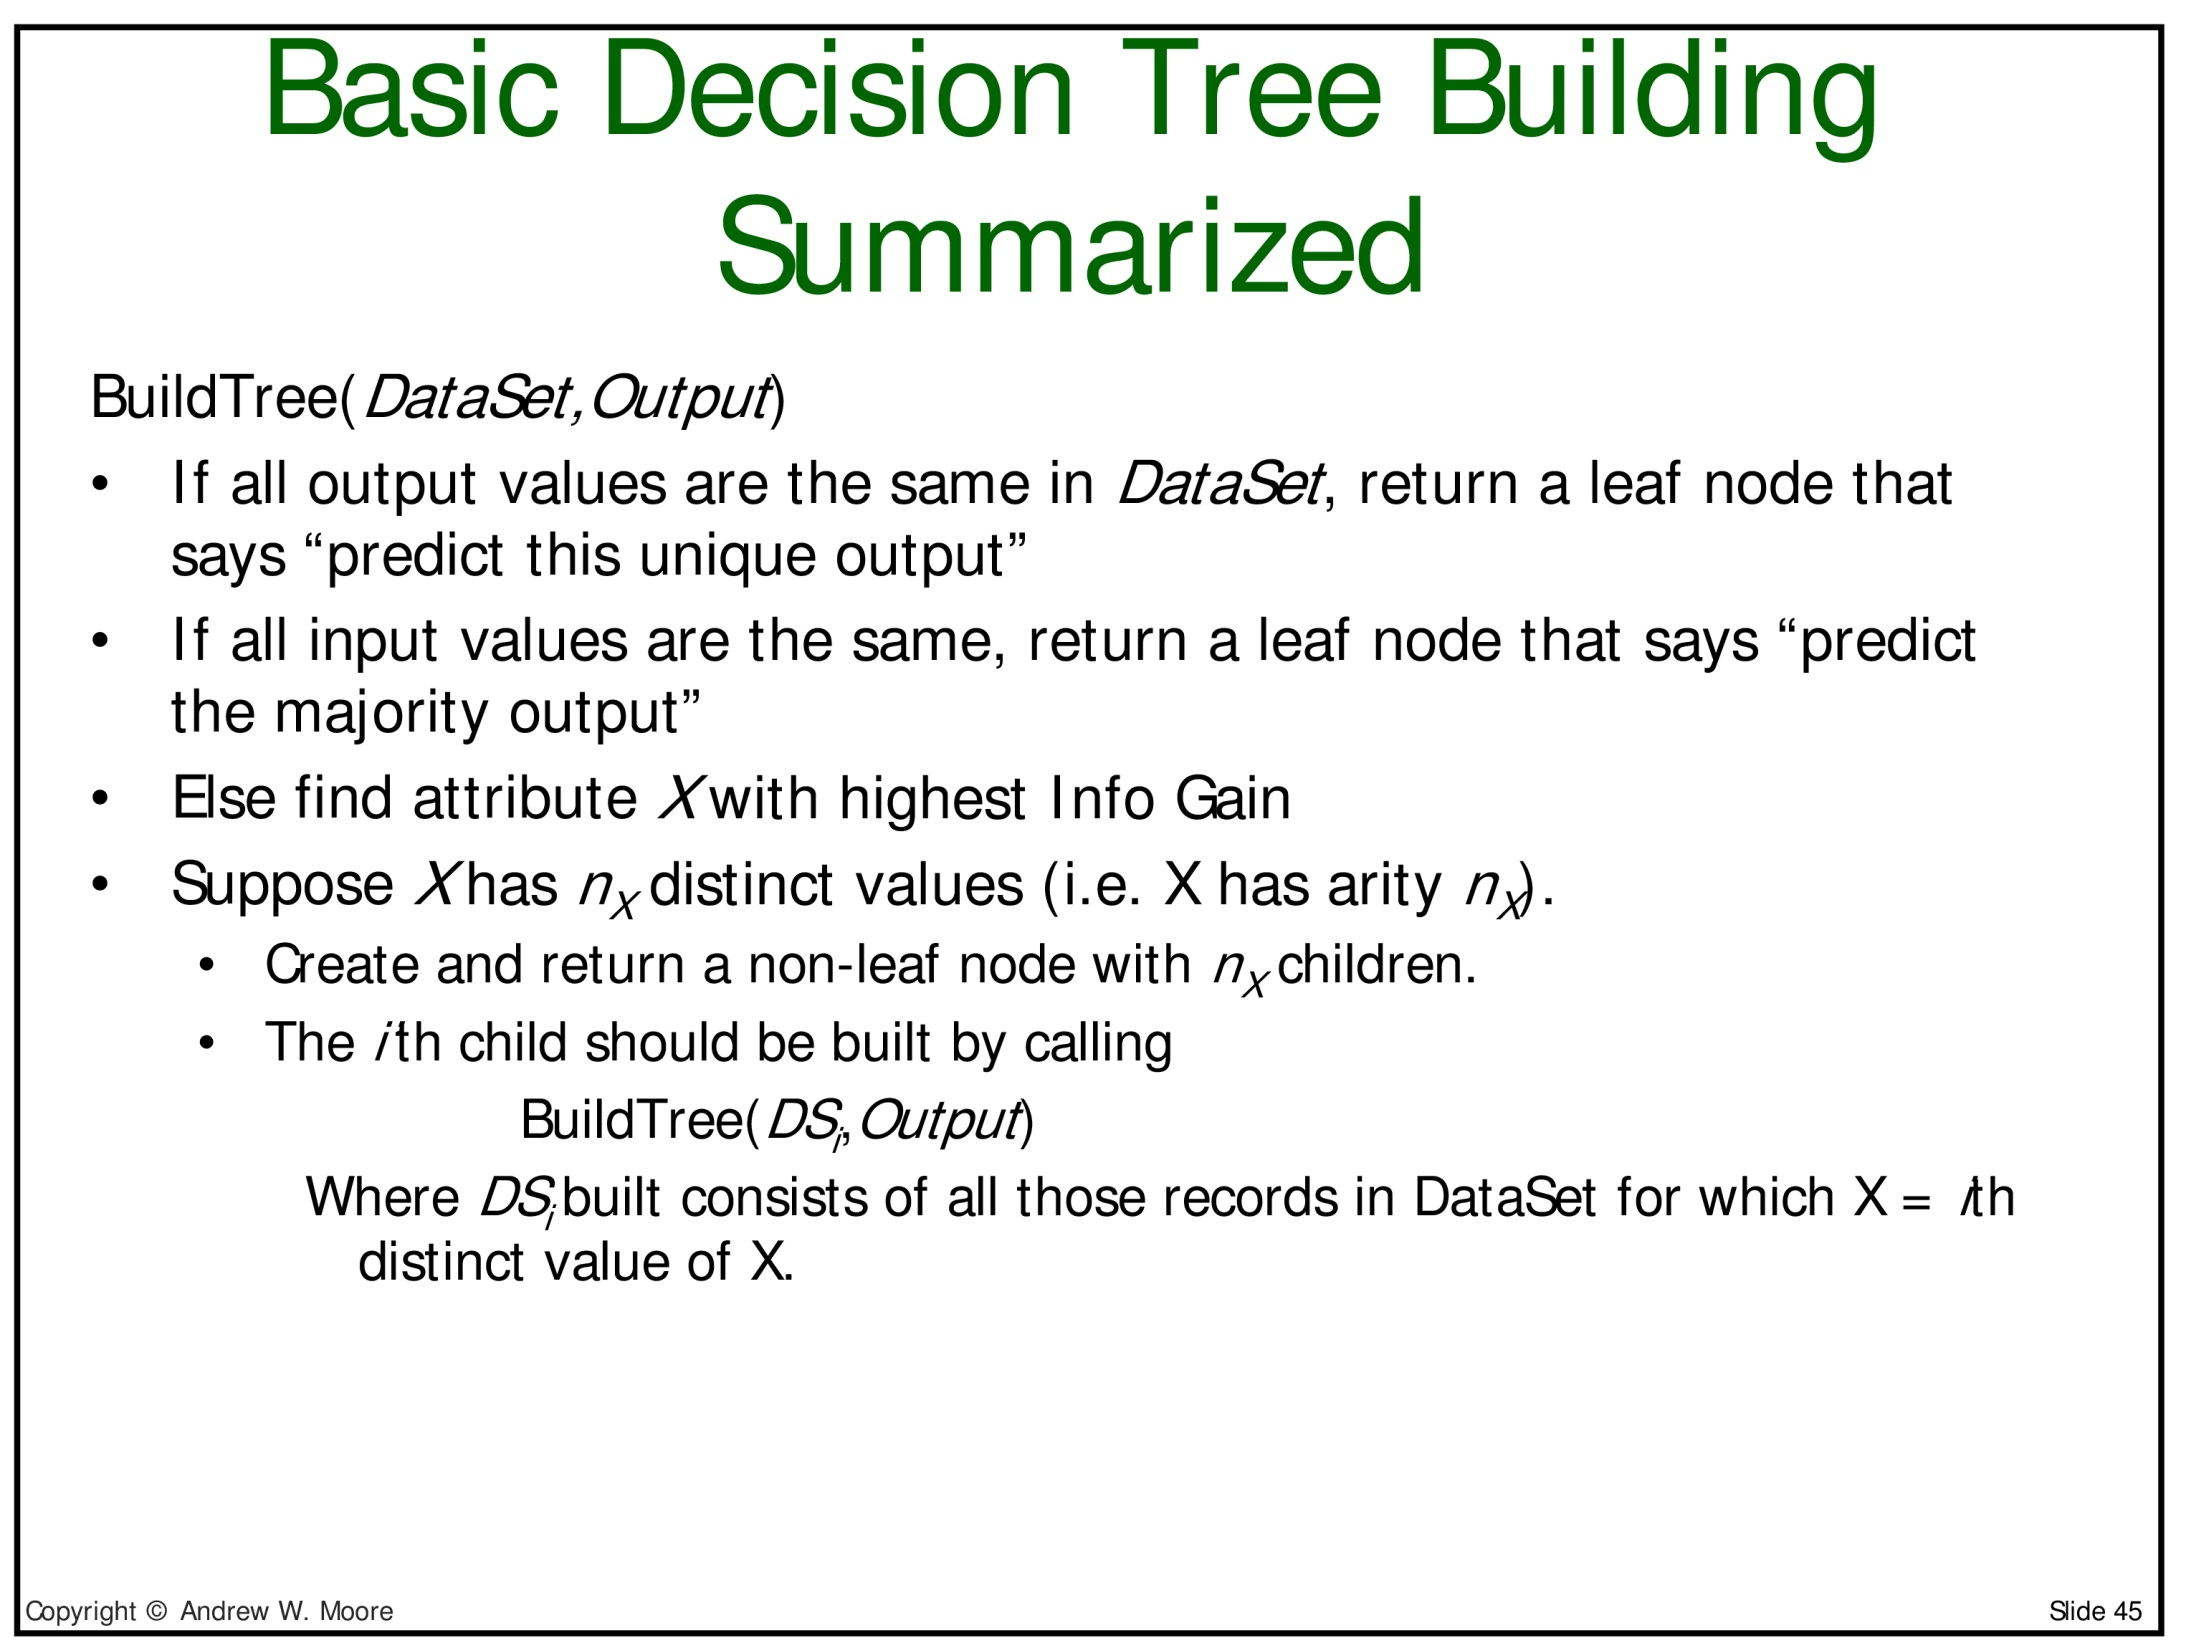 Basic Decision Tree Building
Summarized
BuildTree(DataSet,Output)
• If all output values are the same in DataSet, return a leaf node that
says “predict this unique output”
• If all input values are the same, return a leaf node that says “predict
the majority output”
• Else find attribute X with highest Info Gain
• Suppose X has nX distinct values (i.e. X has arity nX).
• Create and return a non-leaf node with nX children.
• The i’th child should be built by calling
BuildTree(DSi,Output)
Where DSi built consists of all those records in DataSet for which X = ith
distinct value of X.
Copyright © Andrew W. Moore
Slide 45